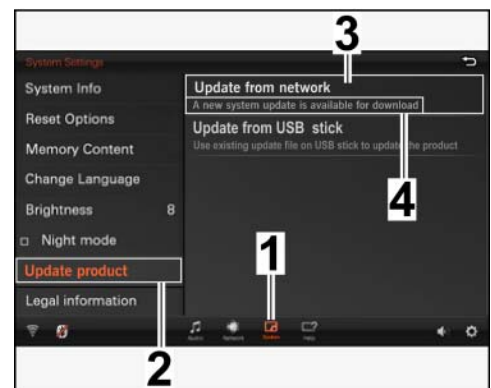 3
System Settings
System Info
Reset Options
Memory Content
Change Language
Brightness 8
Night mode
Update product
Legal information
Update from network
A new system update is available for download
Update from USB stick
Use existing update file on USB stick to update the product
4
1
Audio Network System Help
2